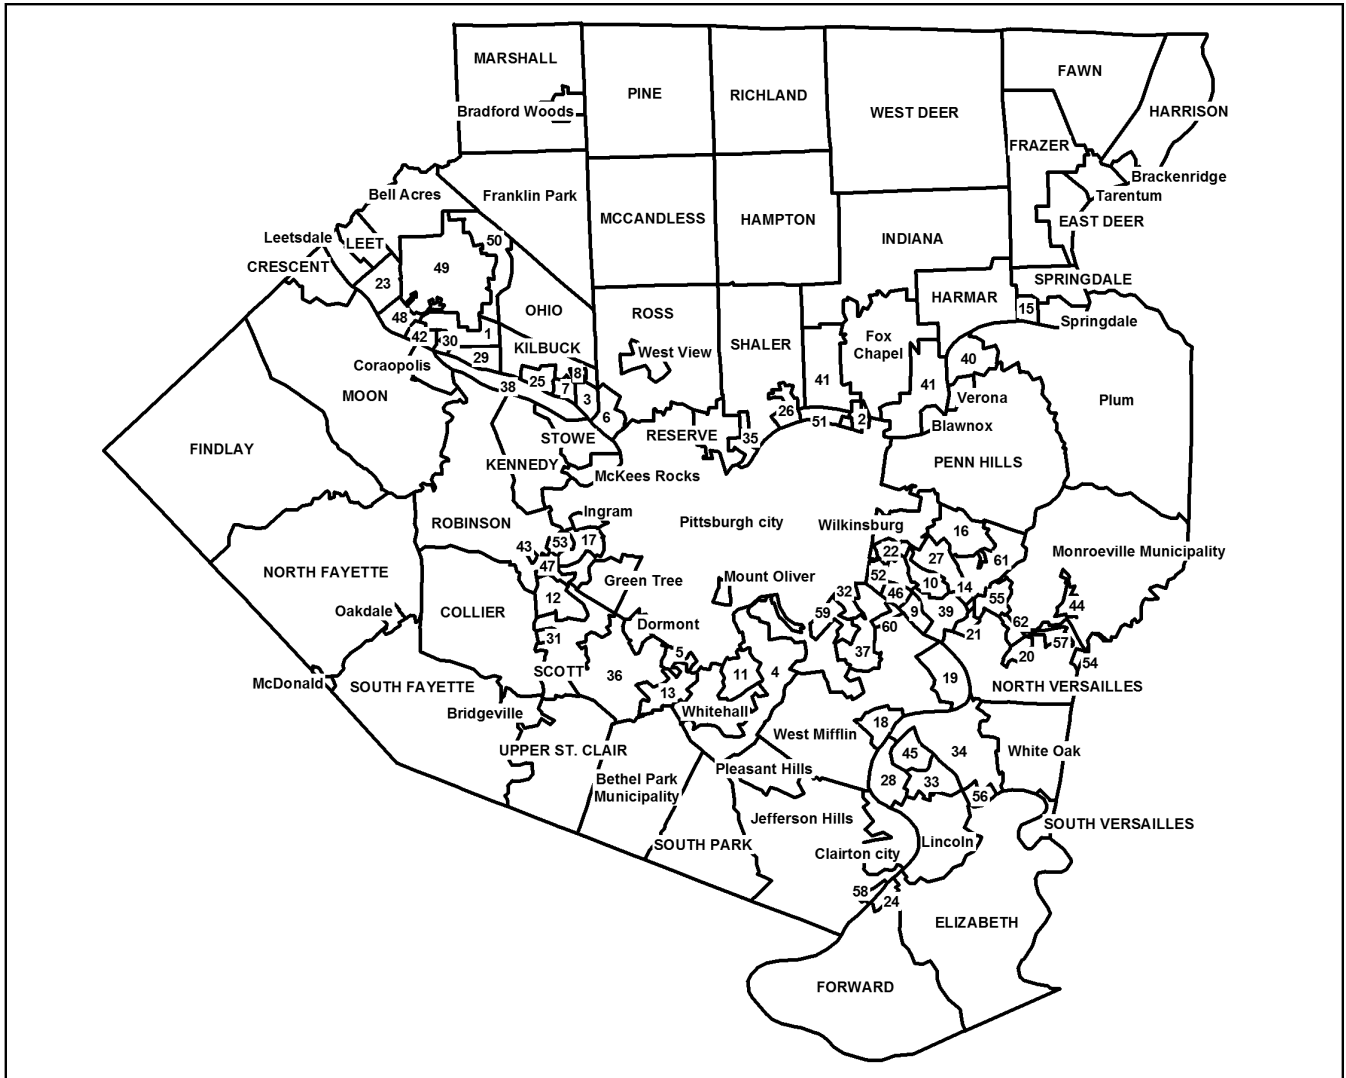 MARSHALL
Bradford Woods
PINE
RICHLAND
WEST DEER
FAWN
HARRISON
FRAZER
Brackenridge
Tarentum
EAST DEER
Bell Acres
Franklin Park
MCCANDLESS
HAMPTON
INDIANA
Leetsdale
LEET
CRESCENT
50
49
23
SPRINGDALE
HARMAR
15
Springdale
48
42
30
1
29
OHIO
KILBUCK
ROSS
West View
SHALER
Fox
Chapel
41
41
40
Verona
Blawnox
Plum
Coraopolis
MOON
38
25
7
8
3
6
26
51
2
35
RESERVE
STOWE
KENNEDY
McKees Rocks
PENN HILLS
FINDLAY
ROBINSON
Ingram
Pittsburgh city
Wilkinsburg
16
Monroeville Municipality
43
53
17
47
22
27
61
NORTH FAYETTE
Green Tree
Mount Oliver
52
10
14
12
32
46
55
44
Oakdale
COLLIER
Dormont
59
9
39
60
21
62
57
31
5
37
20
54
McDonald
SOUTH FAYETTE
SCOTT
36
13
11
4
19
NORTH VERSAILLES
Bridgeville
Whitehall
18
UPPER ST. CLAIR
West Mifflin
45
34
White Oak
Bethel Park
Municipality
Pleasant Hills
28
33
56
Jefferson Hills
SOUTH VERSAILLES
SOUTH PARK
Clairton city
Lincoln
58
24
ELIZABETH
FORWARD